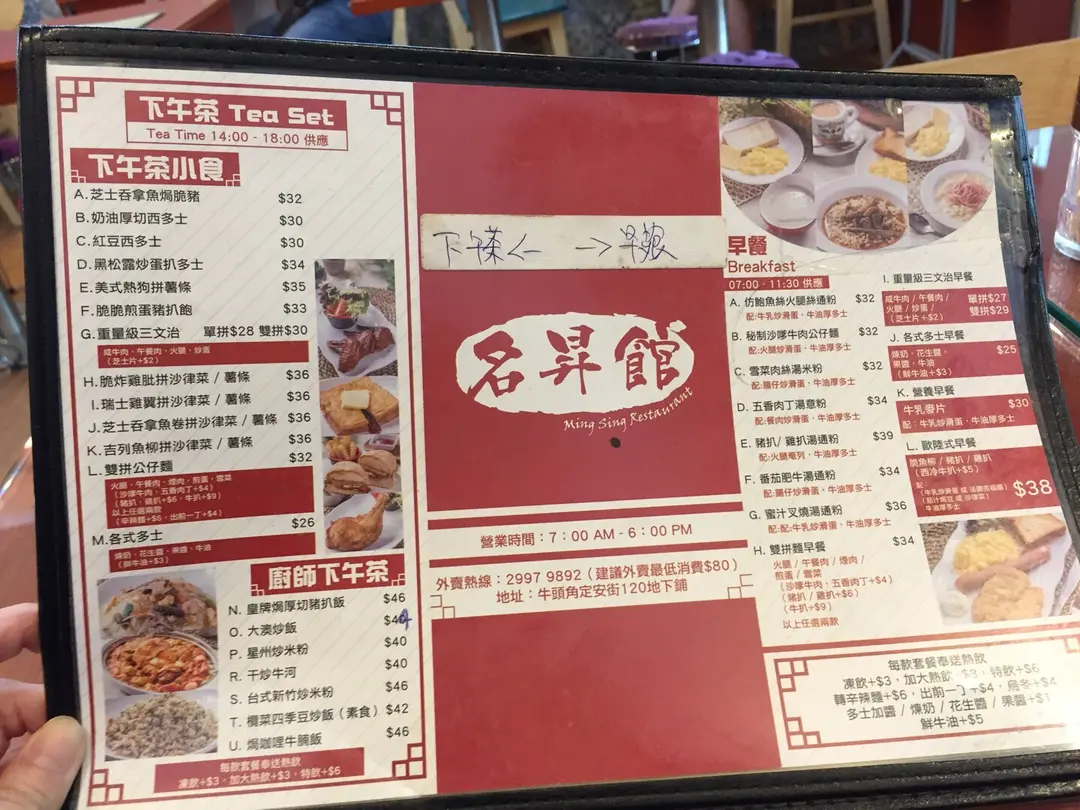 下午茶 Tea Set
Tea Time 14:00 - 18:00 供應
下午茶小食
A.芝士吞拿魚焗脆豬 $32
B.奶油厚切西多士 $30
C.紅豆西多士 $30
D.黑松露炒蛋扒多士 $34
E.美式熱狗拼薯條 $35
F.脆脆煎蛋豬扒飽 $33
G.重量級三文治 單拼$28 雙拼$30
咸牛肉、午餐肉、火腿、炒蛋
(芝士片+$2)
H.脆炸雞肶拼沙律菜 / 薯條 $36
I.瑞士雞翼拼沙律菜 / 薯條 $36
J.芝士吞拿魚卷拼沙律菜 / 薯條 $36
K.吉列魚柳拼沙律菜 / 薯條 $36
L.雙拼公仔麵 $32
火腿、午餐肉、煙肉、煎蛋、雪菜
(沙嗲牛肉、五香肉丁+$4)
(豬扒 / 雞扒+$6、牛扒+$9)
以上任選兩款
(辛辣麵+$6、出前一丁+$4)
M.各式多士 $26
煉奶、花生醬、果醬、牛油
(鮮牛油+$3)
廚師下午茶
N. 皇牌焗厚切豬扒飯 $46
O. 大澳炒飯
P. 星州炒米粉 $40
R. 干炒牛河 $40
S. 台式新竹炒米粉 $46
T. 欖菜四季豆炒飯（素食） $42
U. 焗咖喱牛腩飯 $46
每款套餐奉送熱飲
凍飲+$3，加大熱飲+$3，特飲+$6
下午茶← →早餐
名昇館
Ming Sing Restaurant
營業時間：7：00 AM - 6：00 PM
外賣熱線：2997 9892（建議外賣最低消費$80）
地址：牛頭角定安街120地下鋪
早餐
Breakfast
07:00 - 11:30 供應
A. 仿鮑魚絲火腿絲通粉 $32
配:牛乳炒滑蛋、牛油厚多士
B. 秘制沙嗲牛肉公仔麵 $32
配:火腿炒滑蛋、牛油厚多士
C. 雪菜肉絲湯米粉 $32
配:腸仔炒滑蛋、牛油厚多士
D. 五香肉丁湯意粉 $34
配:餐肉炒滑蛋、牛油厚多士
E. 豬扒/ 雞扒湯通粉 $39
配:火腿奄列、牛油厚多士
F. 番茄肥牛湯通粉 $34
配:腸仔炒滑蛋、牛油厚多士
G. 蜜汁叉燒湯通粉 $36
配:配:牛乳炒滑蛋、牛油厚多士
H. 雙拼麵早餐 $34
火腿 / 午餐肉 / 煙肉 /
煎蛋 / 雪菜
(沙嗲牛肉、五香肉丁+$4)
(豬扒 / 雞扒+$6)
(牛扒+$9)
以上任選兩款
I. 重量級三文治早餐
咸牛肉 / 午餐肉 /
火腿 / 炒蛋
(芝士片+$2)
單拼$27
雙拼$29
J. 各式多士早餐
煉奶、花生醬、
果醬、牛油
(鮮牛油+$3)
$25
K. 營養早餐
牛乳麥片 $30
配：牛乳炒滑蛋、牛油厚多士
L. 歐陸式早餐
脆魚柳 / 豬扒 / 雞扒
(西冷牛扒+$5)
配：
牛油厚多士
$38
每款套餐奉送熱飲
凍飲+$3，加大熱飲+$3，特飲+$6
轉辛辣麵+$6，出前一丁+$4，烏冬+$4
多士加醬 / 煉奶 / 花生醬 / 果醬+$1
鮮牛油+$5